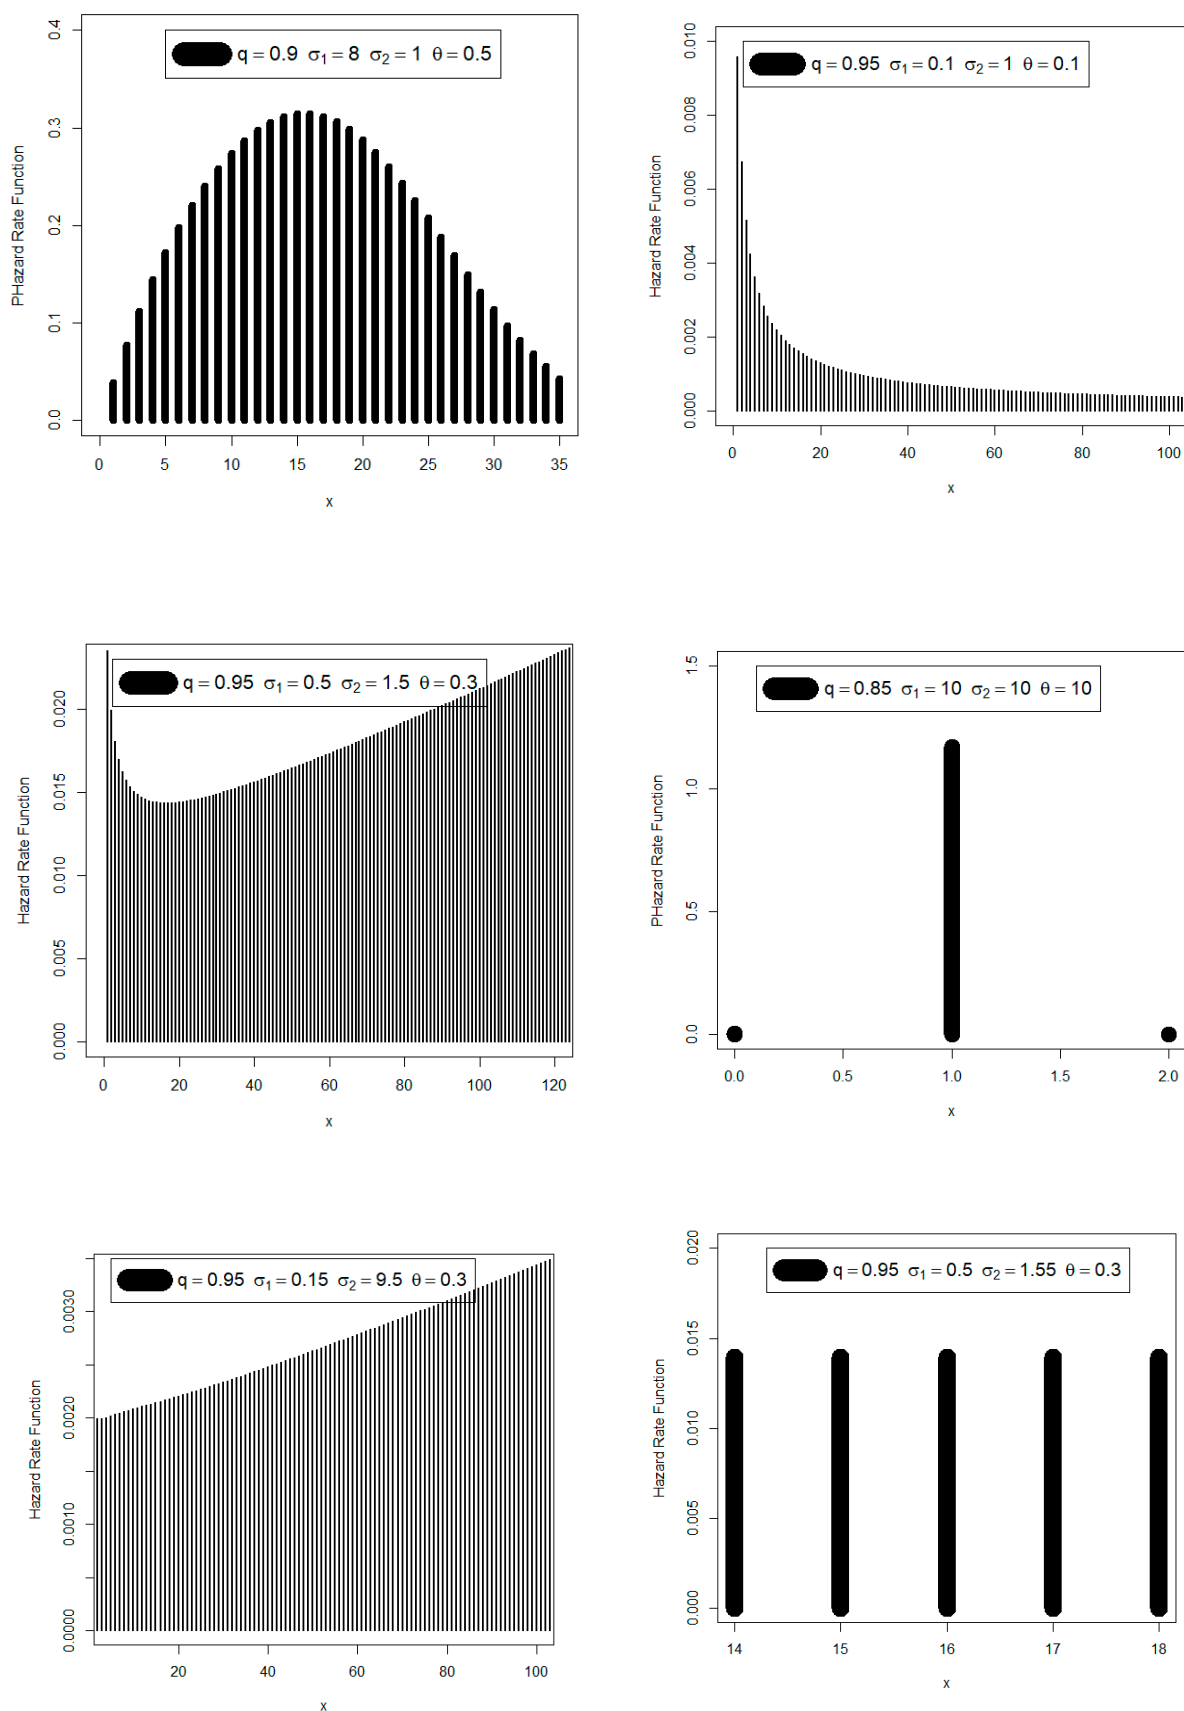 q = 0.9 σ1 = 8 σ2 = 1 θ = 0.5
PHazard Rate Function
0.4
0.3
0.2
0.1
0.0
0 5 10 15 20 25 30 35
x
q = 0.95 σ1 = 0.1 σ2 = 1 θ = 0.1
Hazard Rate Function
0.010
0.008
0.006
0.004
0.002
0.000
0 20 40 60 80 100
x
q = 0.95 σ1 = 0.5 σ2 = 1.5 θ = 0.3
Hazard Rate Function
0.020
0.015
0.010
0.005
0.000
0 20 40 60 80 100 120
x
q = 0.85 σ1 = 10 σ2 = 10 θ = 10
PHazard Rate Function
1.5
1.0
0.5
0.0
0.0 0.5 1.0 1.5 2.0
x
q = 0.95 σ1 = 0.15 σ2 = 9.5 θ = 0.3
Hazard Rate Function
0.0030
0.0020
0.0010
0.0000
20 40 60 80 100
x
q = 0.95 σ1 = 0.5 σ2 = 1.55 θ = 0.3
Hazard Rate Function
0.020
0.015
0.010
0.005
0.000
14 15 16 17 18
x